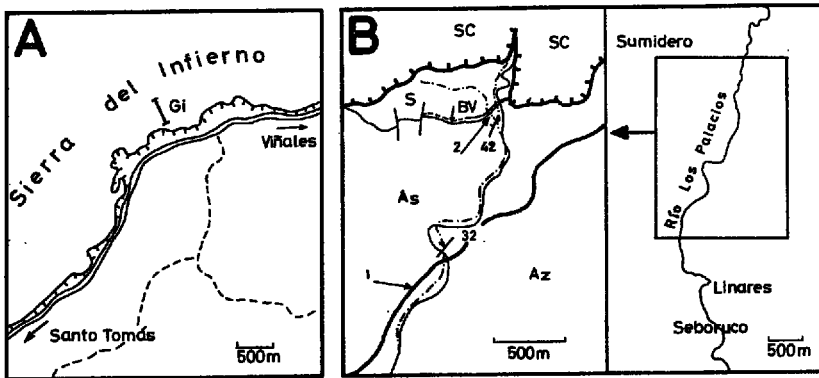 A
Sierra del Infierno
Gi
Viñales
Santo Tomás
500m
B
SC
SC
S
BV
2
42
As
32
1
Az
500m
Sumidero
Río Los Palacios
Linares
Seboruco
500m